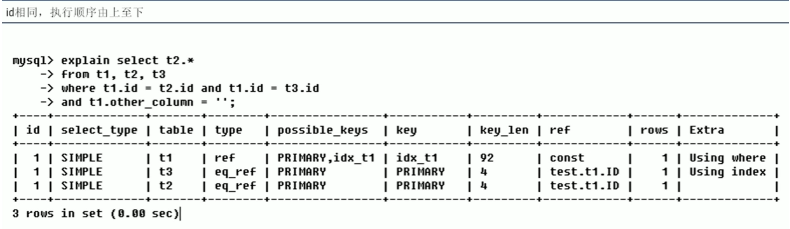 id相同，执行顺序由上至下
mysql> explain select t2.*
    -> from t1, t2, t3
    -> where t1.id = t2.id and t1.id = t3.id
    -> and t1.other_column = '';
+----+-------------+-------+--------+----------------+---------+---------+------------+------+-------------+
| id | select_type | table | type   | possible_keys  | key     | key_len | ref        | rows | Extra       |
+----+-------------+-------+--------+----------------+---------+---------+------------+------+-------------+
|  1 | SIMPLE      | t1    | ref    | PRIMARY,idx_t1 | idx_t1  | 92      | const      |    1 | Using where |
|  1 | SIMPLE      | t3    | eq_ref | PRIMARY        | PRIMARY | 4       | test.t1.ID |    1 | Using index |
|  1 | SIMPLE      | t2    | eq_ref | PRIMARY        | PRIMARY | 4       | test.t1.ID |    1 |             |
+----+-------------+-------+--------+----------------+---------+---------+------------+------+-------------+
3 rows in set (0.00 sec)